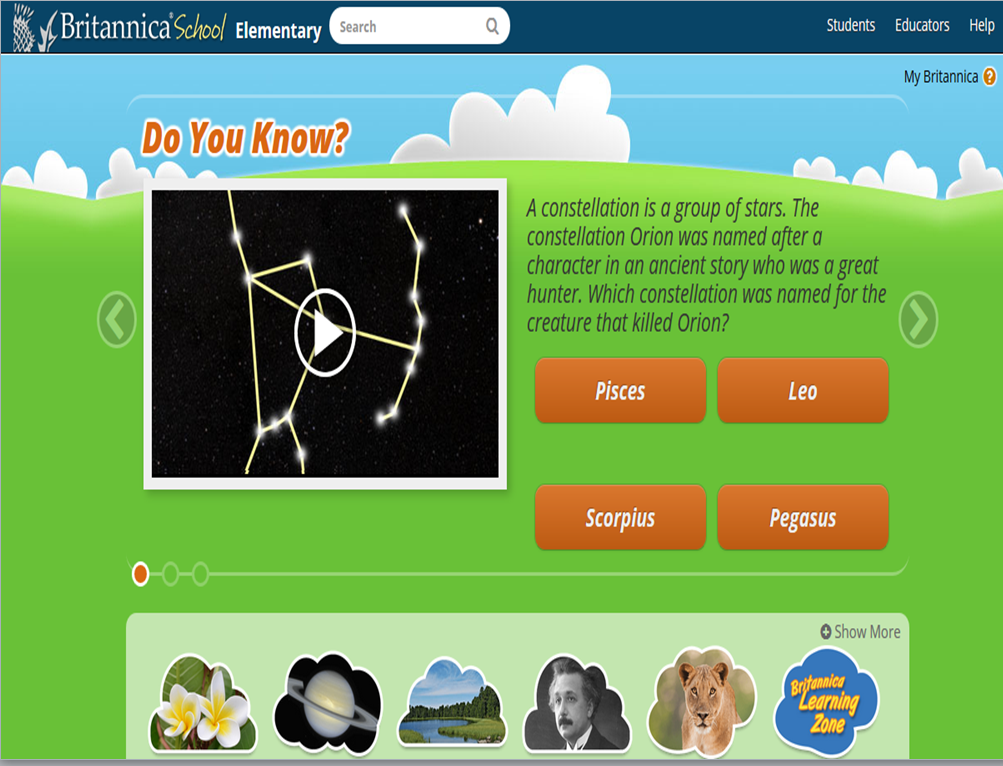 Britannica® School Elementary
Search
Students
Educators
Help
My Britannica ?
Do You Know?
A constellation is a group of stars. The
constellation Orion was named after a
character in an ancient story who was a great
hunter. Which constellation was named for the
creature that killed Orion?
Pisces
Leo
Scorpius
Pegasus
Show More
Britannica
Learning
Zone